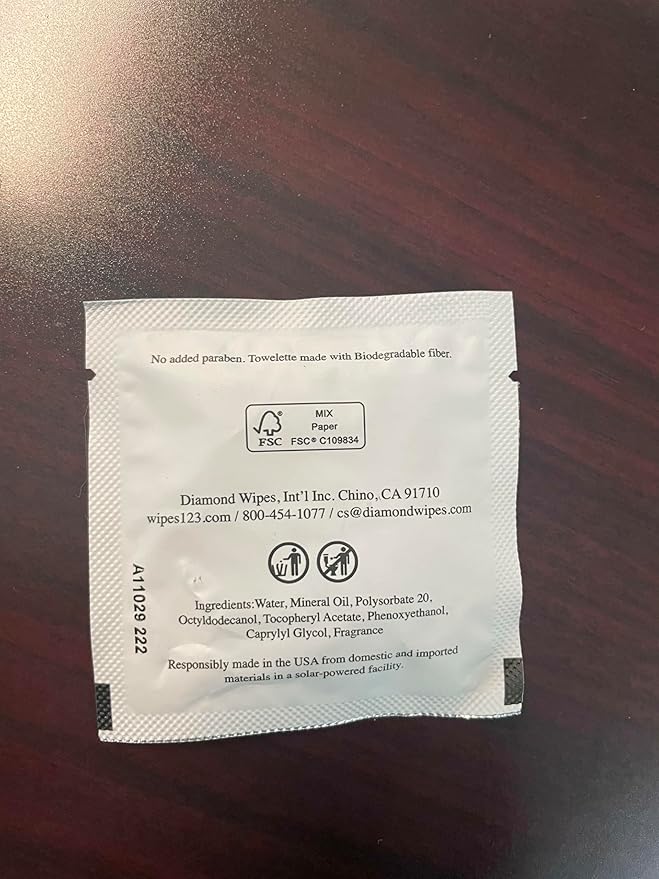 No added paraben. Towelette made with Biodegradable fiber.
FSC®
MIX
Paper
FSC® C109834
Diamond Wipes, Int'l Inc. Chino, CA 91710
wipes123.com / 800-454-1077 / cs@diamondwipes.com
A11029 222
Ingredients:Water, Mineral Oil, Polysorbate 20,
Octyldodecanol, Tocopheryl Acetate, Phenoxyethanol,
Caprylyl Glycol, Fragrance
Responsibly made in the USA from domestic and imported
materials in a solar-powered facility.